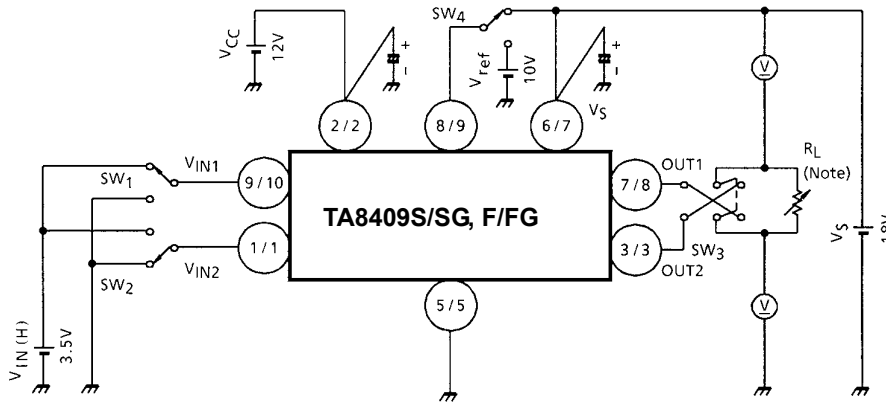 SW4
VCC
12V
+
-
Vref
10V
+
-
VS
V
2 / 2
8 / 9
6 / 7
RL
(Note)
SW1
VIN1
9 / 10
OUT1
7 / 8
TA8409S/SG, F/FG
VS
18V
SW2
VIN2
1 / 1
3 / 3
SW3
OUT2
5 / 5
V
VIN (H)
3.5V